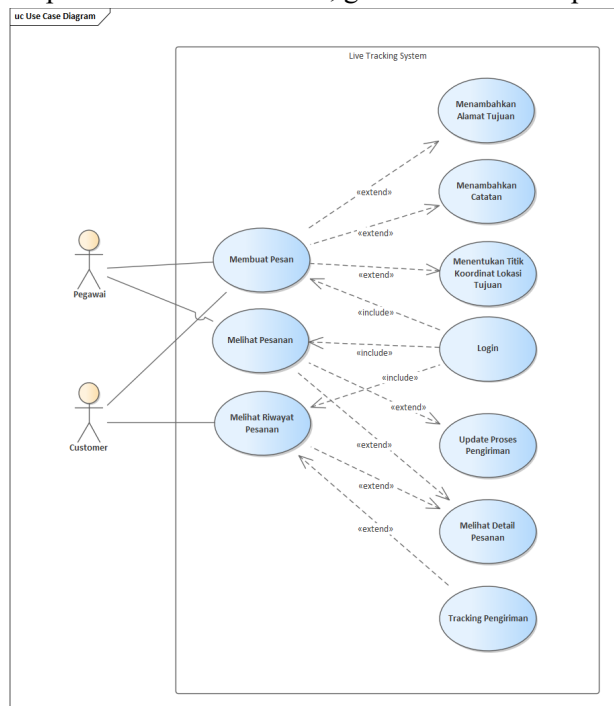 uc Use Case Diagram
Live Tracking System
Menambahkan
Alamat Tujuan
«extend»
Menambahkan
Catatan
«extend»
Pegawai
Membuat Pesan
Menentukan Titik
Koordinat Lokasi
Tujuan
«extend»
«include»
Melihat Pesanan
Login
«include»
«include»
Customer
Melihat Riwayat
Pesanan
«extend»
Update Proses
Pengiriman
«extend»
«extend»
Melihat Detail
Pesanan
«extend»
Tracking Pengiriman